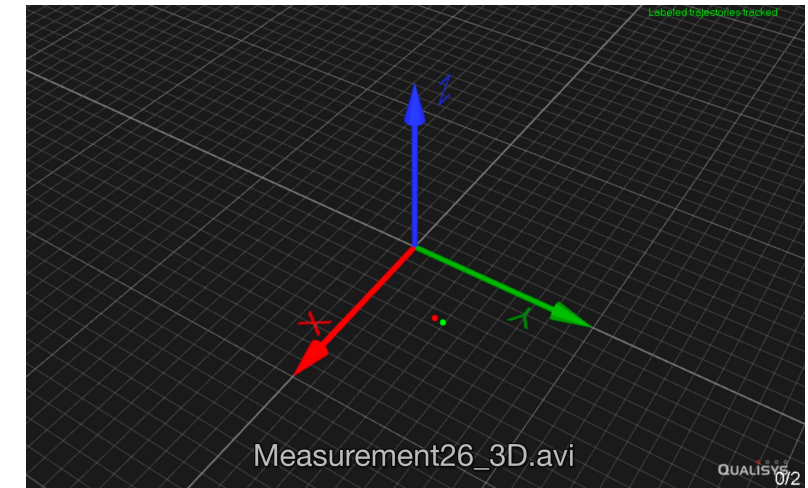 Labeled trajectories tracked
Z
X
Y
Measurement26_3D.avi
QUALISYS
0/2